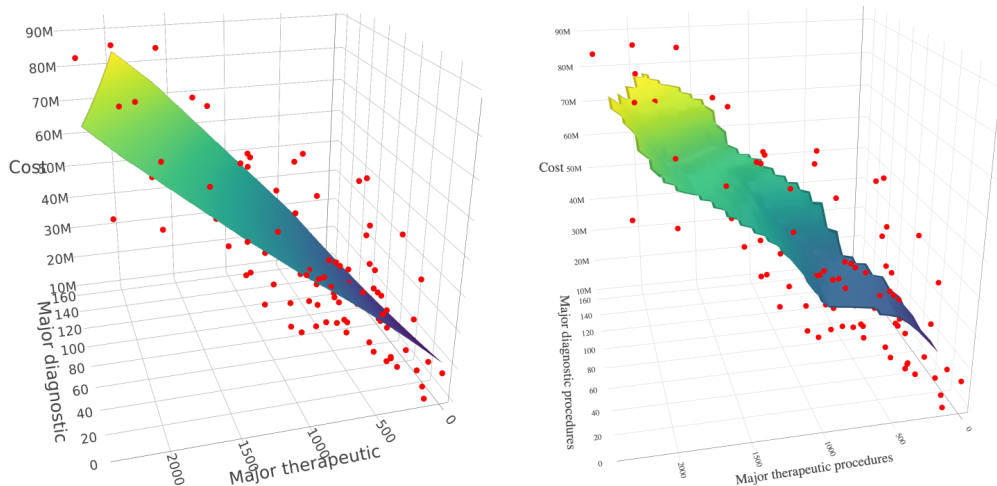 90M
80M
70M
60M
Cost
50M
40M
30M
20M
10M
160
140
120
100
80
60
40
20
0
Major diagnostic
2000
1500
1000
500
0
Major therapeutic
90M
80M
70M
60M
Cost
50M
40M
30M
20M
10M
160
140
120
100
80
60
40
20
0
Major diagnostic procedures
2000
1500
1000
500
0
Major therapeutic procedures